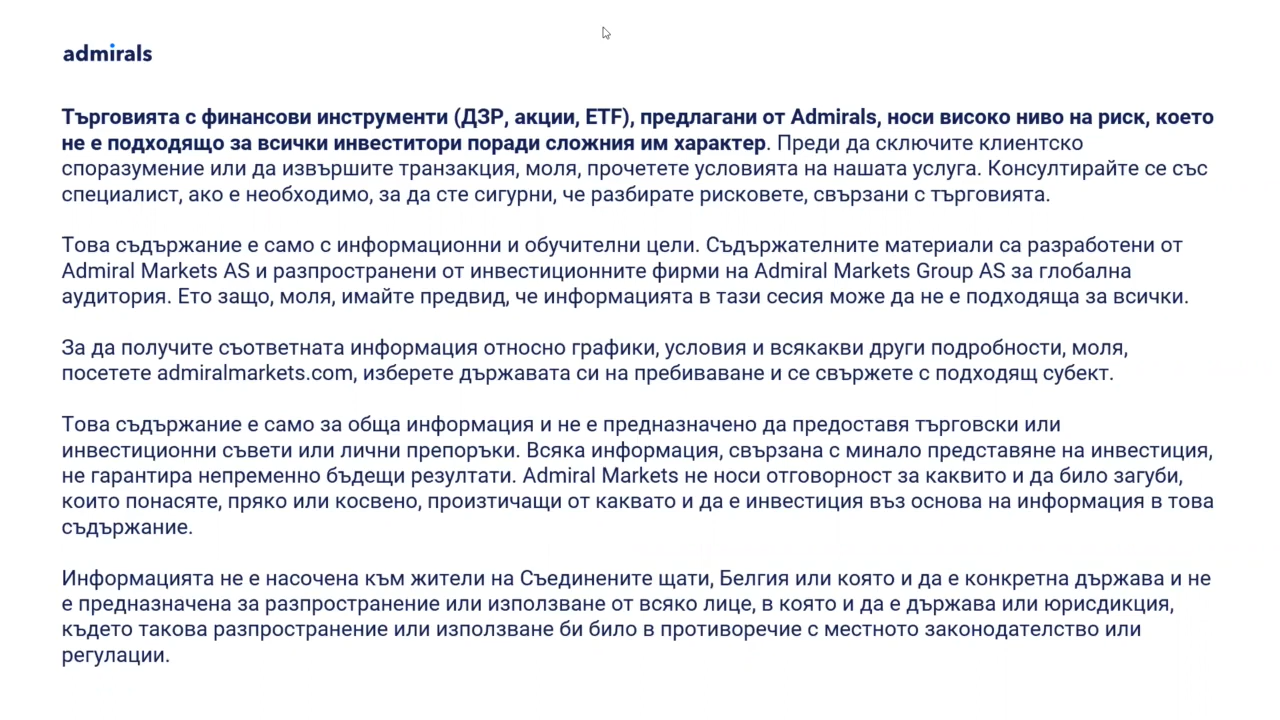 admirals
Търговията с финансови инструменти (ДЗР, акции, ETF), предлагани от Admirals, носи високо ниво на риск, което
не е подходящо за всички инвеститори поради сложния им характер. Преди да сключите клиентско
споразумение или да извършите транзакция, моля, прочетете условията на нашата услуга. Консултирайте се със
специалист, ако е необходимо, за да сте сигурни, че разбирате рисковете, свързани с търговията.
Това съдържание е само с информационни и обучителни цели. Съдържателните материали са разработени от
Admiral Markets AS и разпространени от инвестиционните фирми на Admiral Markets Group AS за глобална
аудитория. Ето защо, моля, имайте предвид, че информацията в тази сесия може да не е подходяща за всички.
За да получите съответната информация относно графики, условия и всякакви други подробности, моля,
посетете admiralmarkets.com, изберете държавата си на пребиваване и се свържете с подходящ субект.
Това съдържание е само за обща информация и не е предназначено да предоставя търговски или
инвестиционни съвети или лични препоръки. Всяка информация, свързана с минало представяне на инвестиция,
не гарантира непременно бъдещи резултати. Admiral Markets не носи отговорност за каквито и да било загуби,
които понасяте, пряко или косвено, произтичащи от каквато и да е инвестиция въз основа на информация в това
съдържание.
Информацията не е насочена към жители на Съединените щати, Белгия или която и да е конкретна държава и не
е предназначена за разпространение или използване от всяко лице, в която и да е държава или юрисдикция,
където такова разпространение или използване би било в противоречие с местното законодателство или
регулации.